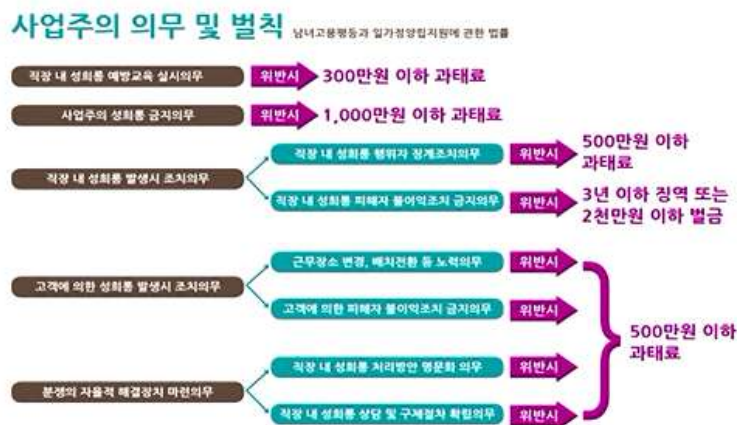 사업주의 의무 및 벌칙 남녀고용평등과 일가정양립지원에 관한 법률
직장 내 성희롱 예방교육 실시의무 위반시 300만원 이하 과태료
사업주의 성희롱 금지의무 위반시 1,000만원 이하 과태료
직장 내 성희롱 발생시 조치의무
직장 내 성희롱 행위자 징계조치의무 위반시 500만원 이하
과태료
직장 내 성희롱 피해자 불이익조치 금지의무 위반시 3년 이하 징역 또는
2천만원 이하 벌금
고객에 의한 성희롱 발생시 조치의무
근무장소 변경, 배치전환 등 노력의무 위반시
고객에 의한 피해자 불이익조치 금지의무 위반시
500만원 이하
과태료
분쟁의 자율적 해결장치 마련의무
직장 내 성희롱 처리방안 명문화 의무 위반시
직장 내 성희롱 상담 및 구제절차 확립의무 위반시